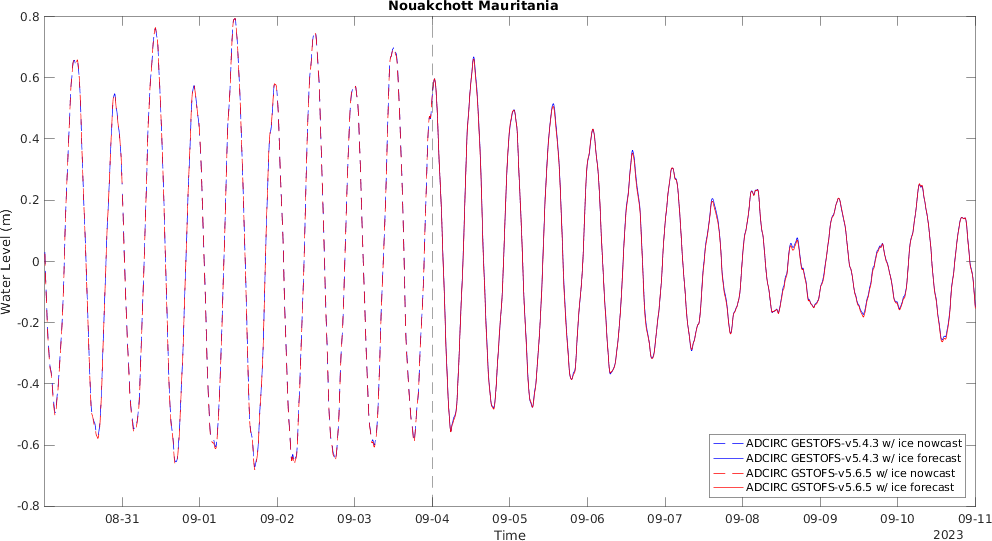 Nouakchott Mauritania
0.8
0.6
0.4
0.2
0
-0.2
-0.4
-0.6
-0.8
Water Level (m)
ADCIRC GESTOFS-v5.4.3 w/ ice nowcast
ADCIRC GESTOFS-v5.4.3 w/ ice forecast
ADCIRC GSTOFS-v5.6.5 w/ ice nowcast
ADCIRC GSTOFS-v5.6.5 w/ ice forecast
08-31 09-01 09-02 09-03 09-04 09-05 09-06 09-07 09-08 09-09 09-10 09-11
Time
2023